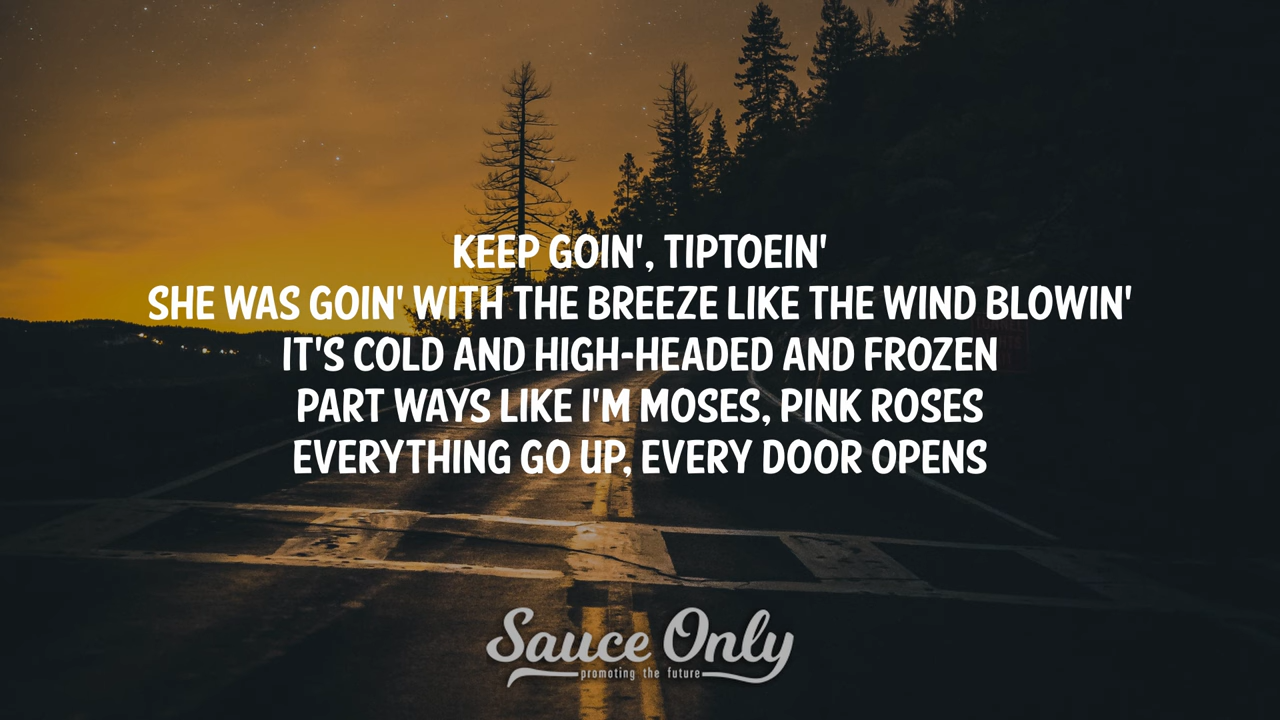 KEEP GOIN', TIPTOEIN'
SHE WAS GOIN' WITH THE BREEZE LIKE THE WIND BLOWIN'
IT'S COLD AND HIGH-HEADED AND FROZEN
PART WAYS LIKE I'M MOSES, PINK ROSES
EVERYTHING GO UP, EVERY DOOR OPENS
Sauce Only
promoting the future